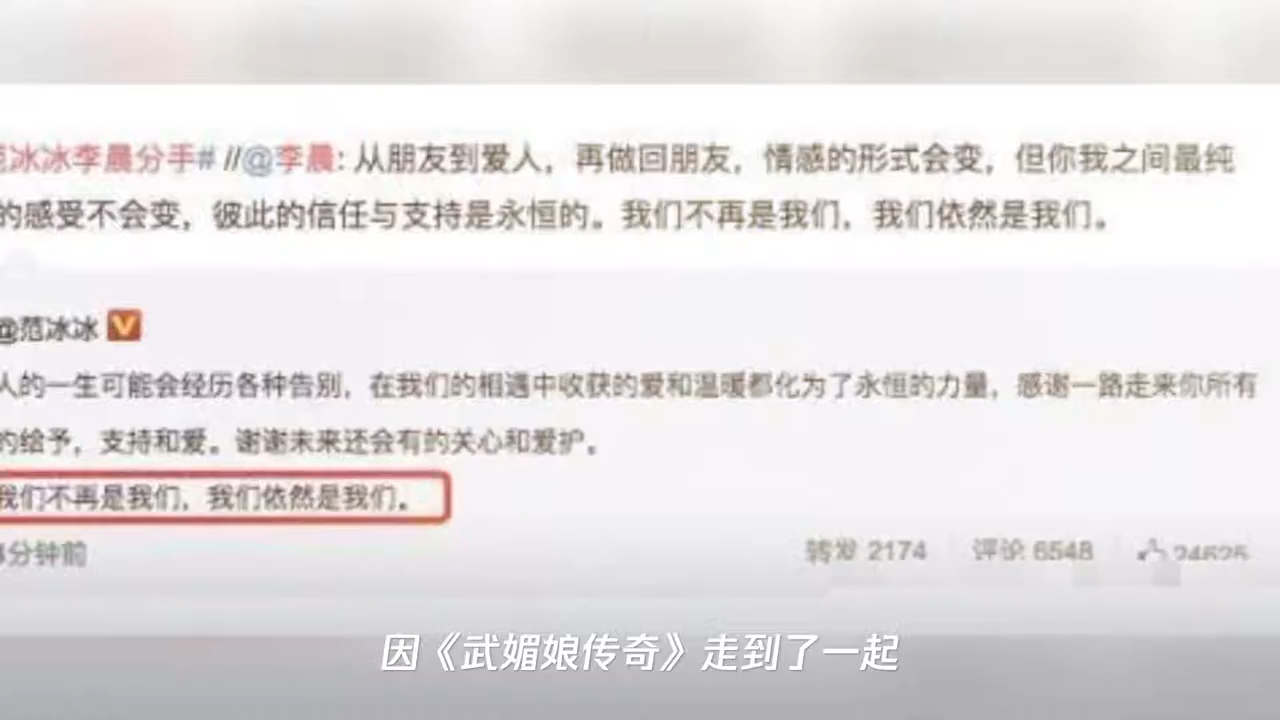 冰冰李晨分手# //@李晨: 从朋友到爱人，再做回朋友，情感的形式会变，但你我之间最纯
的感受不会变，彼此的信任与支持是永恒的。我们不再是我们，我们依然是我们。
@范冰冰
人的一生可能会经历各种告别，在我们的相遇中收获的爱和温暖都化为了永恒的力量，感谢一路走来你所有
的给予，支持和爱。谢谢未来还会有的关心和爱护。
我们不再是我们，我们依然是我们。
分钟前
转发 2174 评论 6548
因《武媚娘传奇》走到了一起